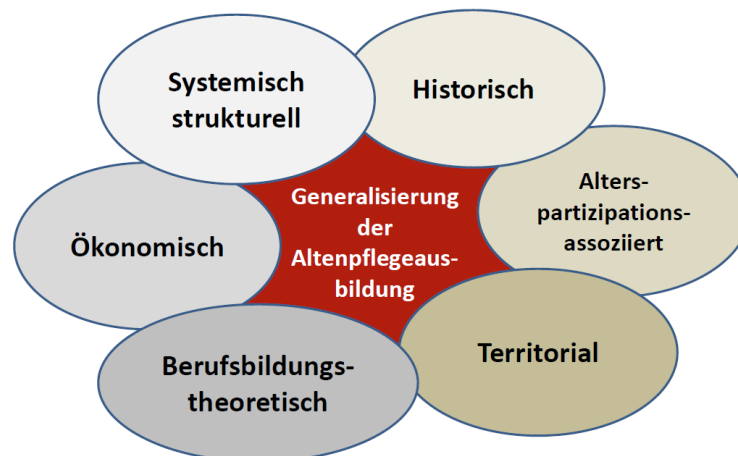 Systemisch
strukturell
Historisch
Generalisierung
der
Altenpflegeaus-
bildung
Alters-
partizipations-
assoziiert
Ökonomisch
Berufsbildungs-
theoretisch
Territorial